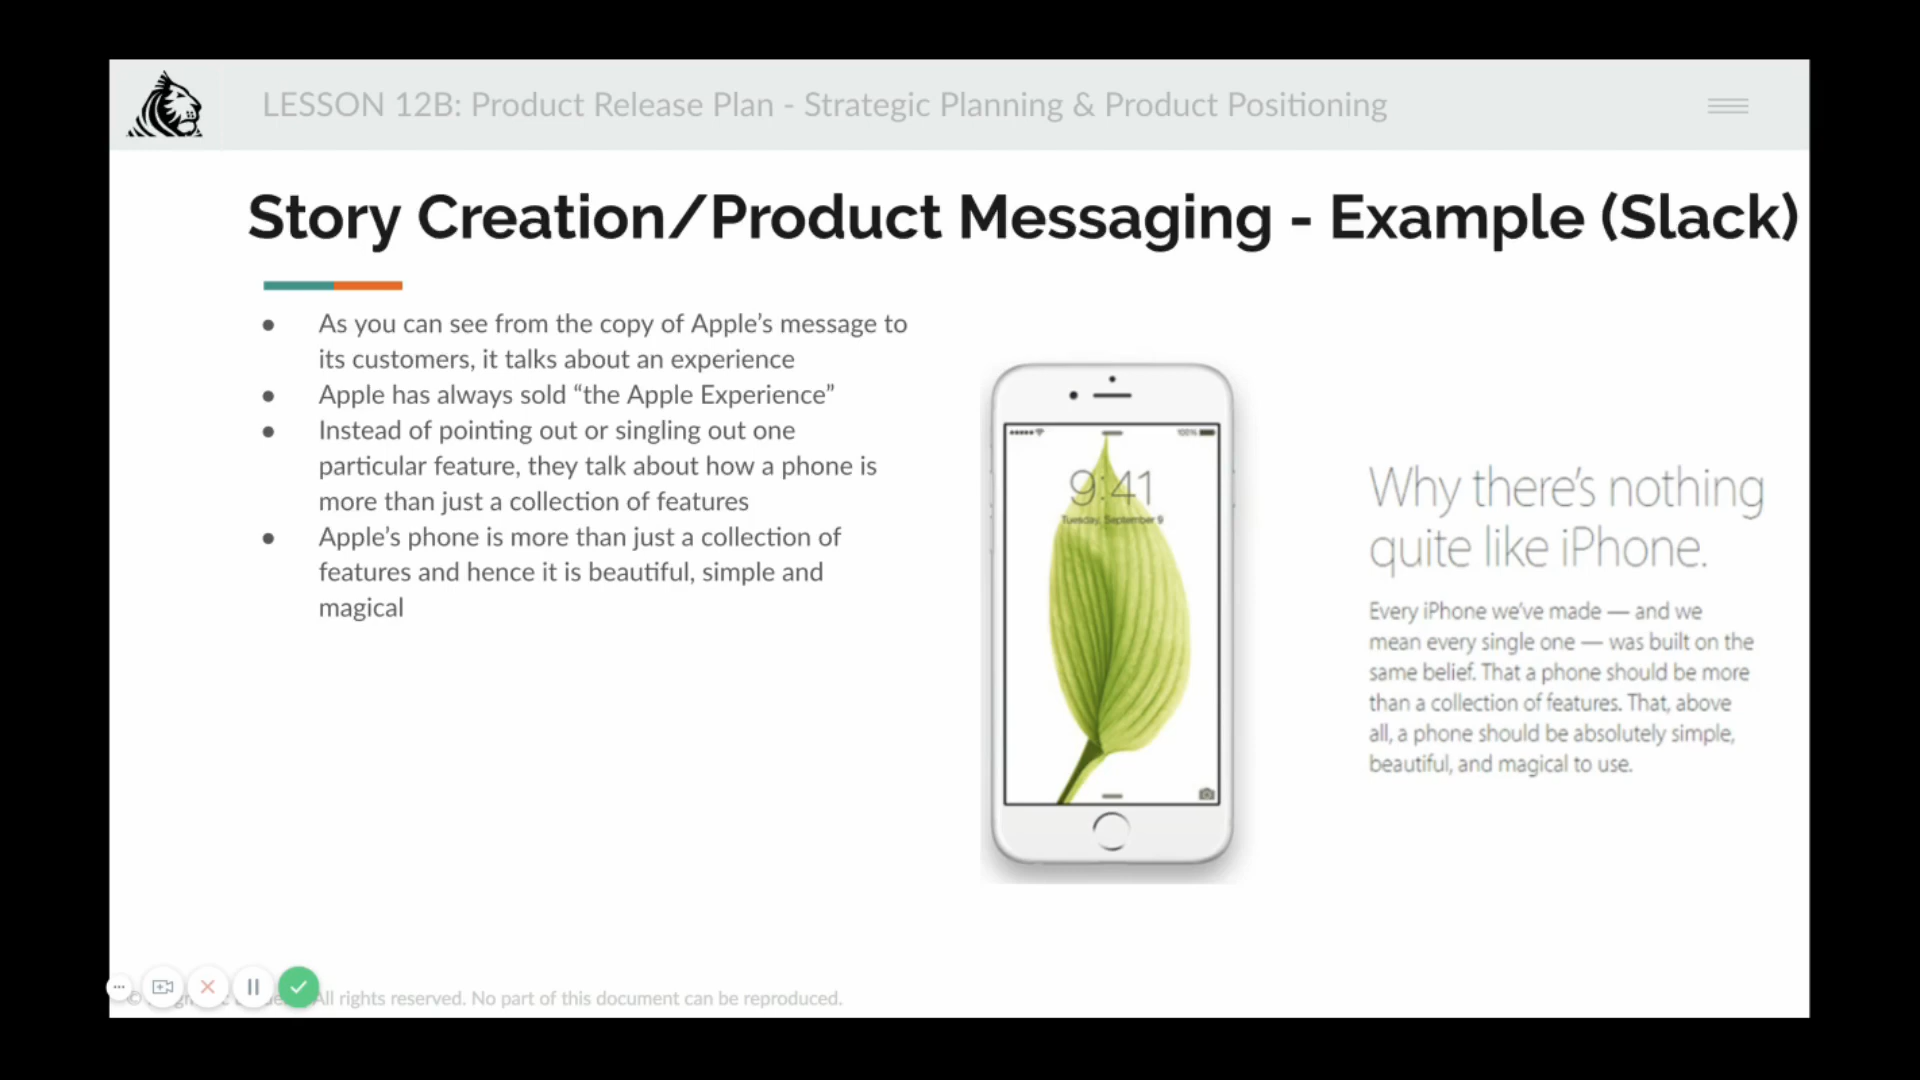 LESSON 12B: Product Release Plan - Strategic Planning & Product Positioning
Story Creation/Product Messaging - Example (Slack)
● As you can see from the copy of Apple’s message to
its customers, it talks about an experience
● Apple has always sold “the Apple Experience”
● Instead of pointing out or singling out one
particular feature, they talk about how a phone is
more than just a collection of features
● Apple’s phone is more than just a collection of
features and hence it is beautiful, simple and
magical
100%
9:41
Tuesday, September 9
Why there’s nothing
quite like iPhone.
Every iPhone we’ve made — and we
mean every single one — was built on the
same belief. That a phone should be more
than a collection of features. That, above
all, a phone should be absolutely simple,
beautiful, and magical to use.
All rights reserved. No part of this document can be reproduced.